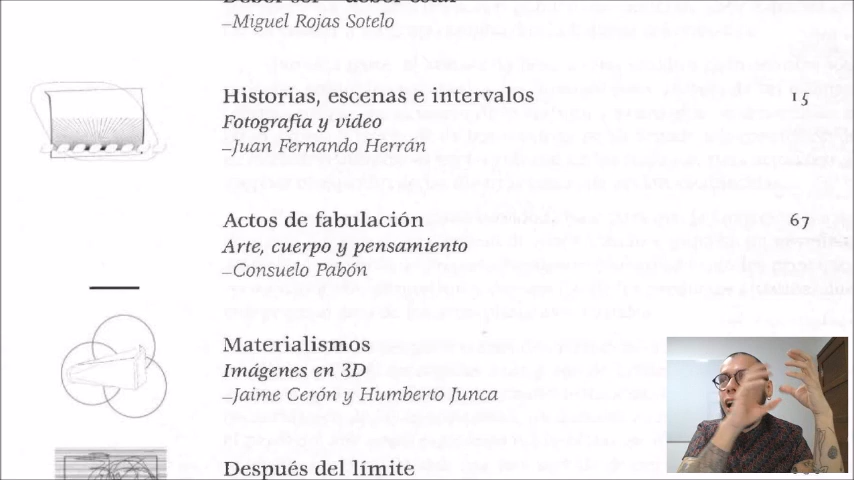 –Miguel Rojas Sotelo
Historias, escenas e intervalos 15
Fotografía y video
–Juan Fernando Herrán
Actos de fabulación 67
Arte, cuerpo y pensamiento
–Consuelo Pabón
Materialismos
Imágenes en 3D
–Jaime Cerón y Humberto Junca
Después del límite